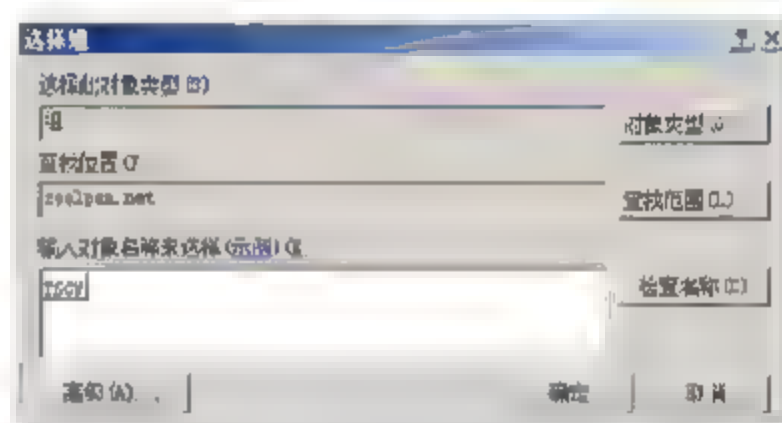 选择组
选择此对象类型(S)
组
对象类型
查找位置(F)
查找范围(L)
输入对象名称来选择(示例)(E
检查名称
高级(A)...
确定
取消